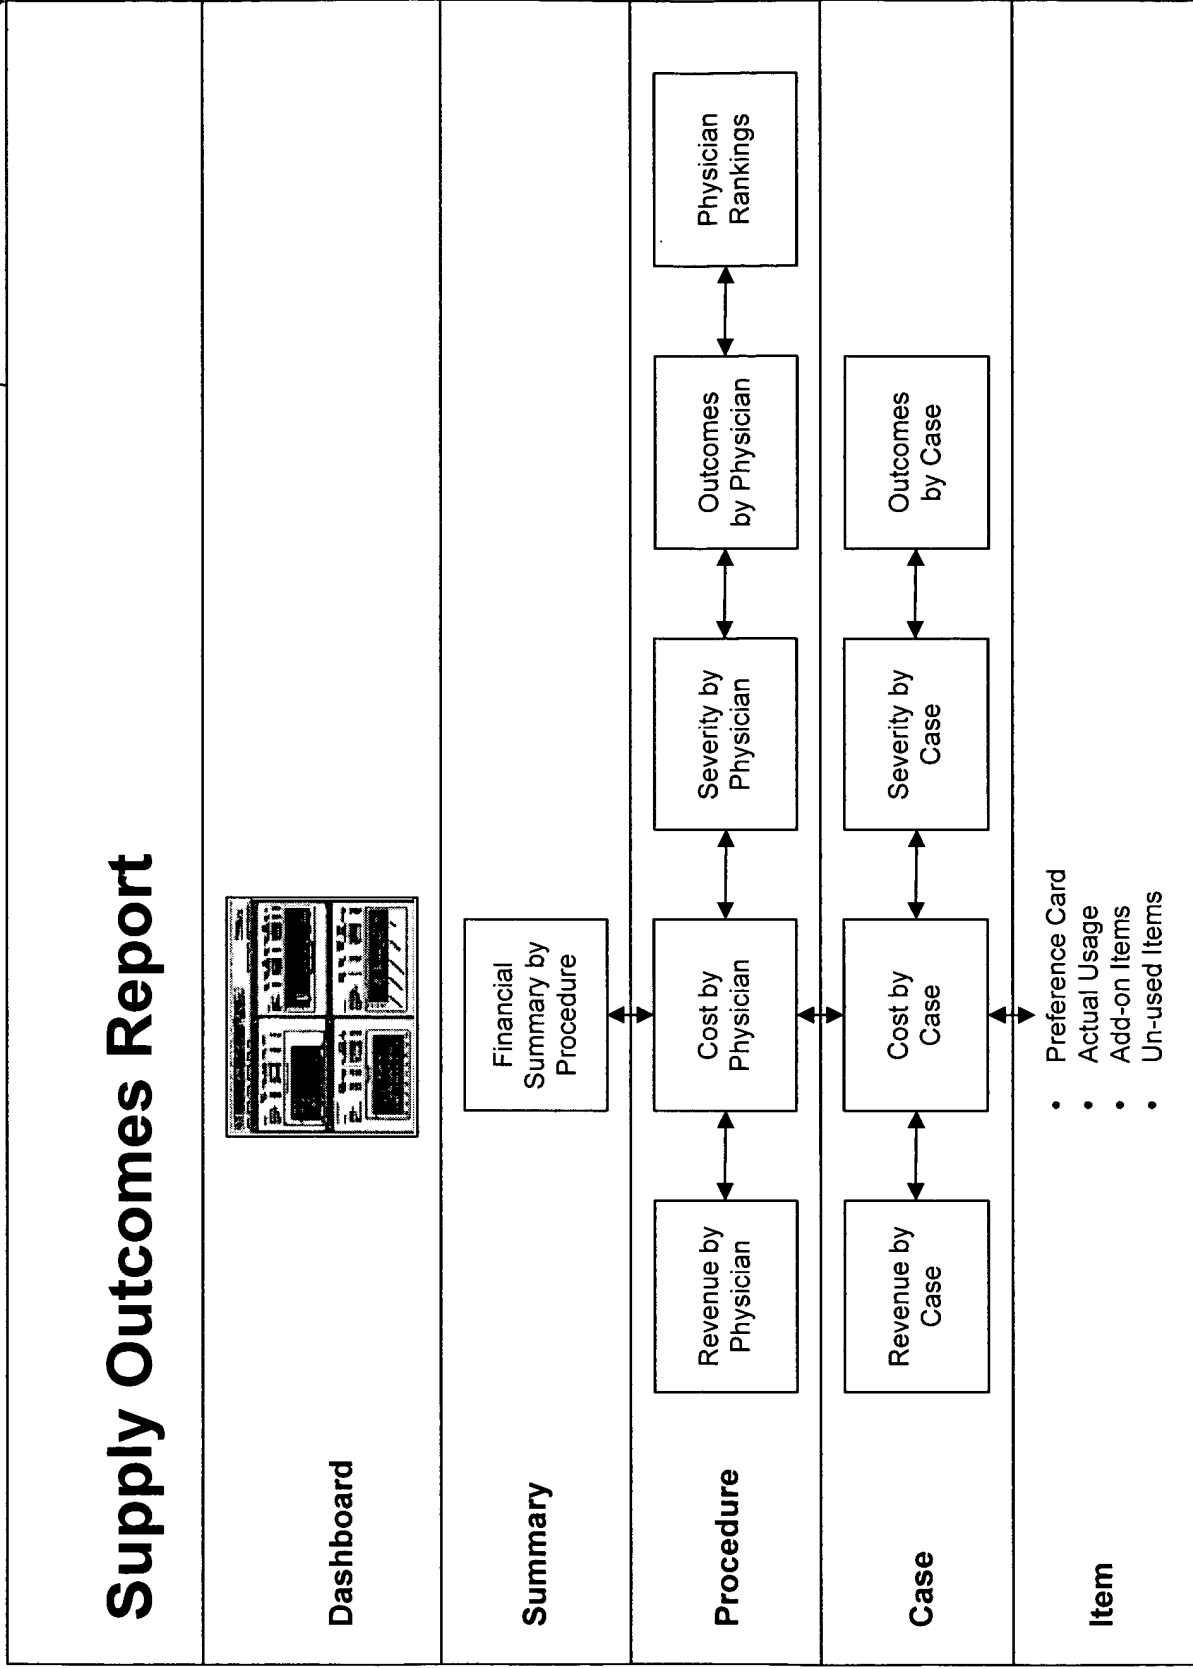 Supply Outcomes Report
Dashboard
Summary
Financial
Summary by
Procedure
Procedure
Revenue by
Physician
Cost by
Physician
Severity by
Physician
Outcomes
by Physician
Physician
Rankings
Case
Revenue by
Case
Cost by
Case
Severity by
Case
Outcomes
by Case
Item
• Preference Card
• Actual Usage
• Add-on Items
• Un-used Items